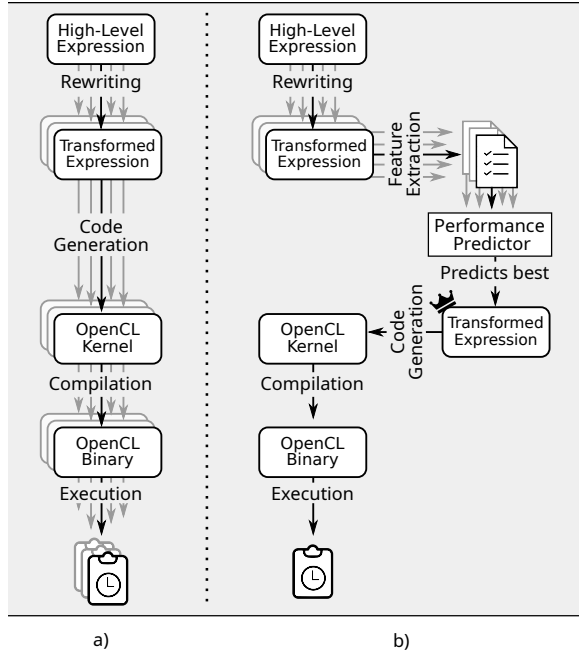 High-Level
Expression
Rewriting
Transformed
Expression
Code
Generation
OpenCL
Kernel
Compilation
OpenCL
Binary
Execution
a)
High-Level
Expression
Rewriting
Transformed
Expression
Feature
Extraction
Performance
Predictor
Predicts best
Transformed
Expression
Code
Generation
OpenCL
Kernel
Compilation
OpenCL
Binary
Execution
b)